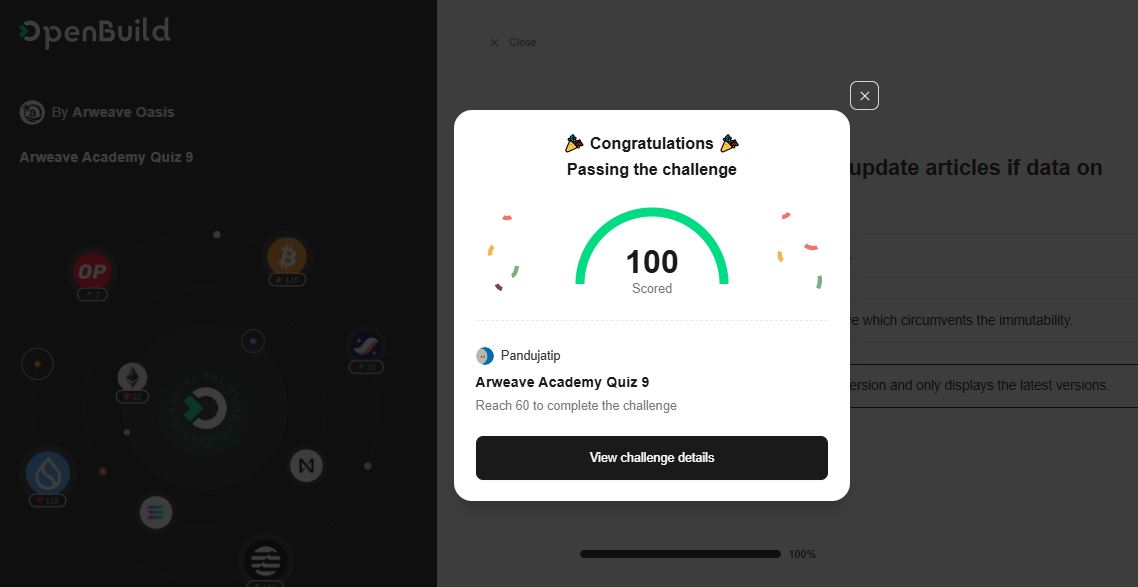 OpenBuild
By Arweave Oasis
Arweave Academy Quiz 9
OP
↑ 2
115
22
↑ 32
115
Close
🎉 Congratulations 🎉
Passing the challenge
100
Scored
Pandujatip
Arweave Academy Quiz 9
Reach 60 to complete the challenge
View challenge details
update articles if data on
which circumvents the immutability.
and only displays the latest versions.
100%